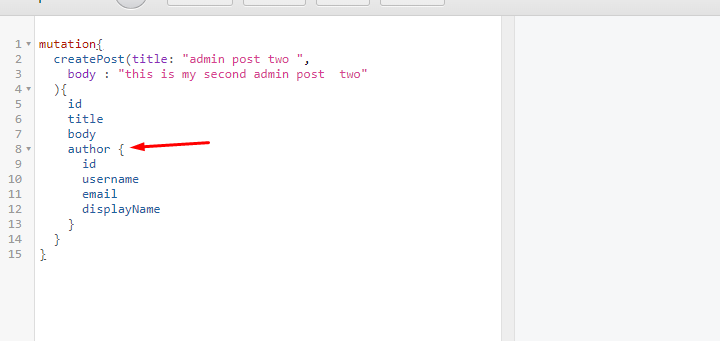 1 mutation{
2 createPost(title: "admin post two ",
3 body : "this is my second admin post  two"
4 ){
5 id
6 title
7 body
8 author {
9 id
10 username
11 email
12 displayName
13 }
14 }
15 }